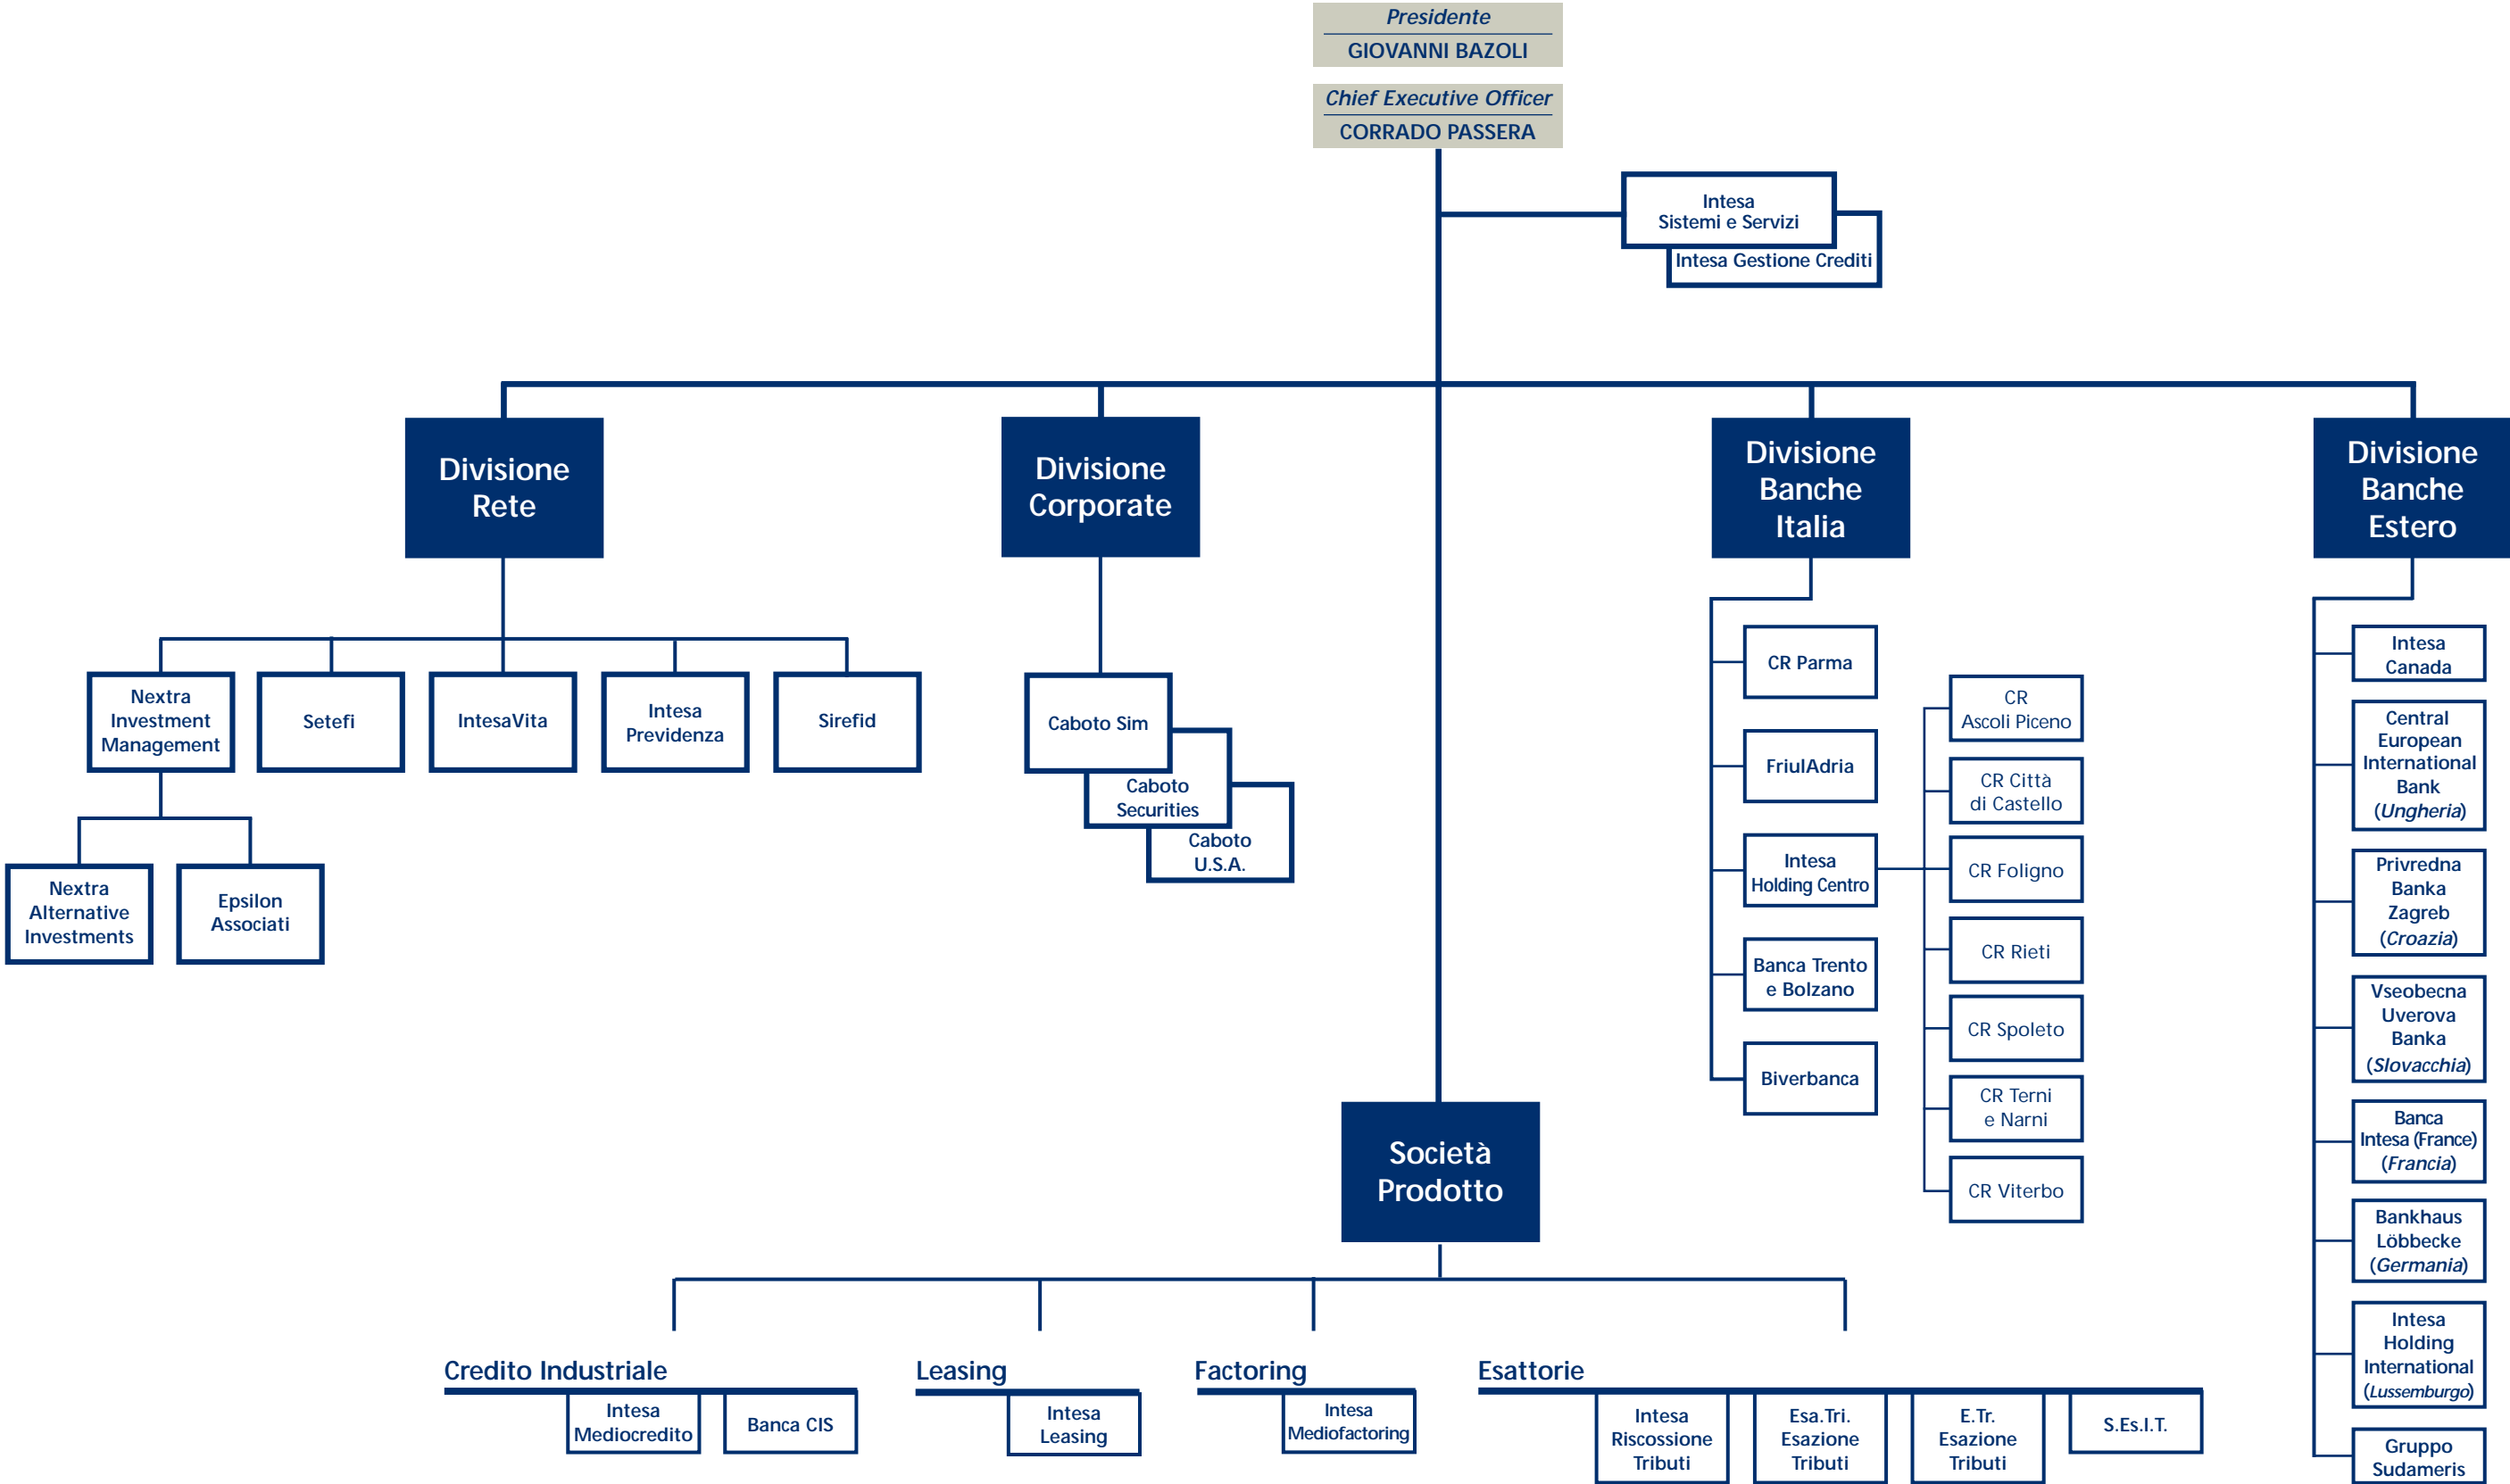 Presidente
GIOVANNI BAZOLI
Chief Executive Officer
CORRADO PASSERA
Intesa
Sistemi e Servizi
Intesa Gestione Crediti
Divisione
Rete
Divisione
Corporate
Divisione
Banche
Italia
Divisione
Banche
Estero
Nextra
Investment
Management
Setefi
IntesaVita
Intesa
Previdenza
Sirefid
Nextra
Alternative
Investments
Epsilon
Associati
Caboto Sim
Caboto
Securities
Caboto
U.S.A.
CR Parma
FriulAdria
Intesa
Holding Centro
Banca Trento
e Bolzano
Biverbanca
CR
Ascoli Piceno
CR Città
di Castello
CR Foligno
CR Rieti
CR Spoleto
CR Terni
e Narni
CR Viterbo
Intesa
Canada
Central
European
International
Bank
(Ungheria)
Privredna
Banka
Zagreb
(Croazia)
Vseobecna
Uverova
Banka
(Slovacchia)
Banca
Intesa (France)
(Francia)
Bankhaus
Löbbecke
(Germania)
Intesa
Holding
International
(Lussemburgo)
Gruppo
Sudameris
Società
Prodotto
Credito Industriale
Intesa
Mediocredito
Banca CIS
Leasing
Intesa
Leasing
Factoring
Intesa
Mediofactoring
Esattorie
Intesa
Riscossione
Tributi
Esa.Tri.
Esazione
Tributi
E.Tr.
Esazione
Tributi
S.Es.I.T.